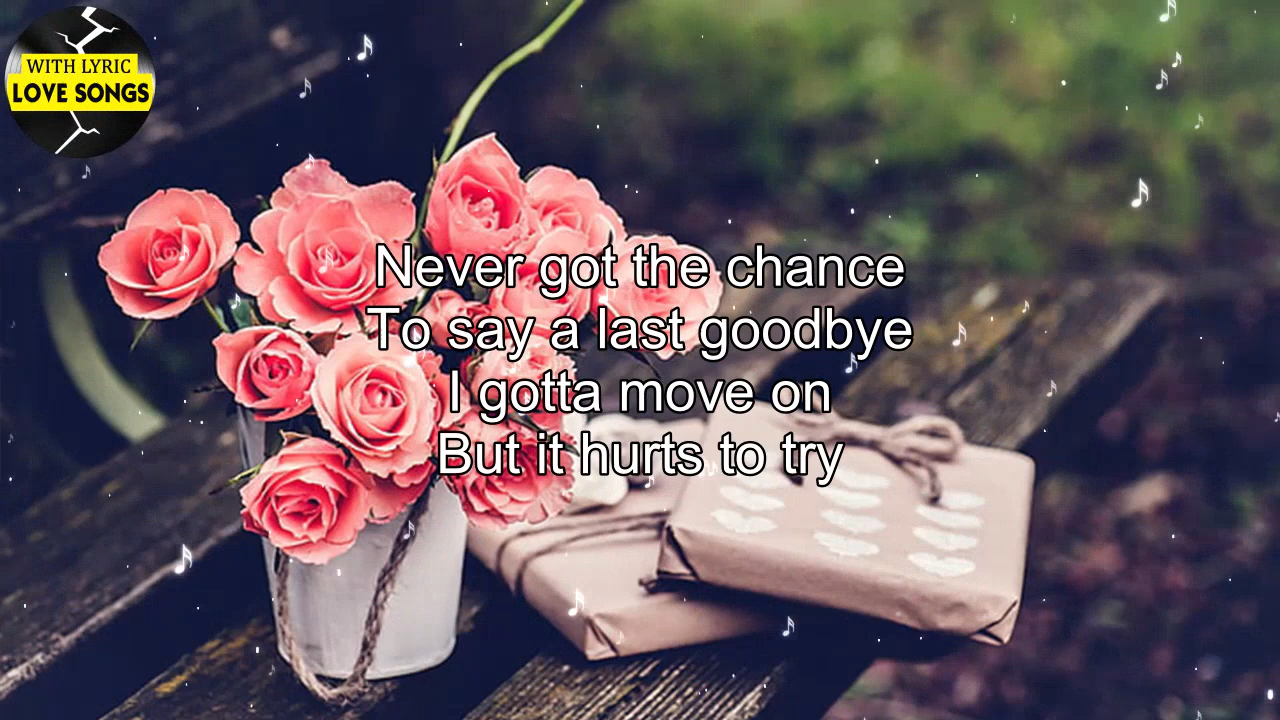 WITH LYRIC
LOVE SONGS
Never got the chance
To say a last goodbye
I gotta move on
But it hurts to try